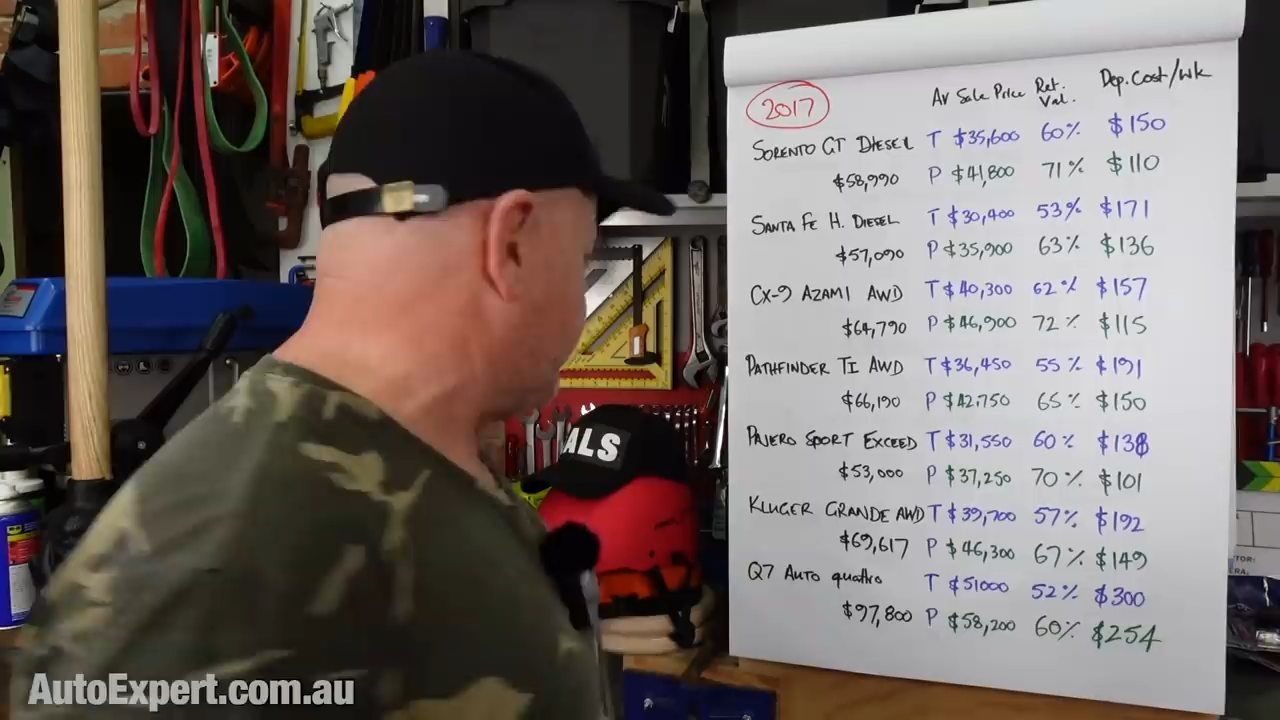 2017 Av Sale Price Ret. Val. Dep. Cost/wk
SORENTO GT DIESEL T $35,600 60% $150
$58,990 P $41,800 71% $110
SANTA FE H. DIESEL T $30,400 53% $171
$57,090 P $35,900 63% $136
CX-9 AZAMI AWD T $40,300 62% $157
$64,790 P $46,900 72% $115
PATHFINDER TI AWD T $36,450 55% $191
$66,190 P $42,750 65% $150
PAJERO SPORT EXCEED T $31,550 60% $138
$53,000 P $37,250 70% $101
KLUGER GRANDE AWD T $39,700 57% $192
$69,617 P $46,300 67% $149
Q7 Auto quattro T $51000 52% $300
$97,800 P $58,200 60% $254
ALS
TOR:
RA:
AutoExpert.com.au